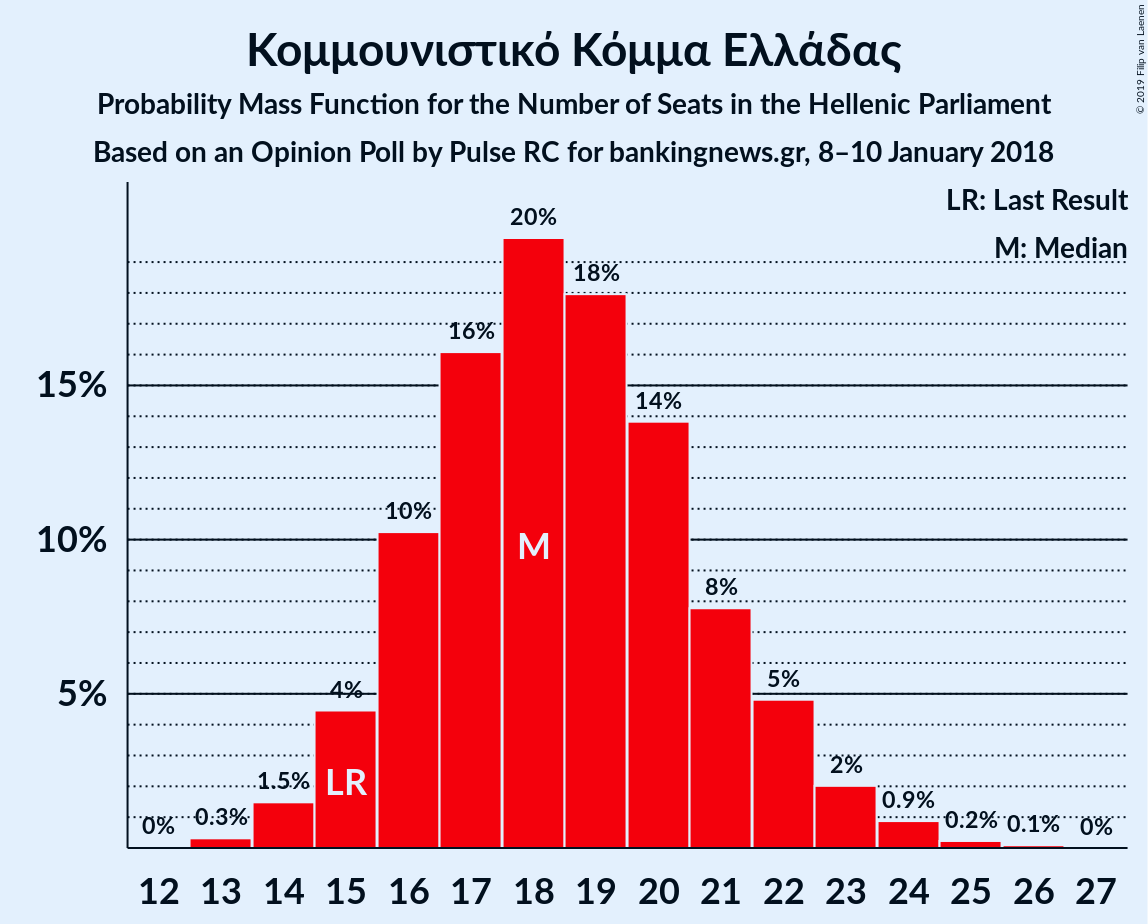 Κομμουνιστικό Κόμμα Ελλάδας
Probability Mass Function for the Number of Seats in the Hellenic Parliament
Based on an Opinion Poll by Pulse RC for bankingnews.gr, 8–10 January 2018
© 2019 Filip van Laenen
LR: Last Result
M: Median
15%
10%
5%
0%
0.3%
1.5%
4%
10%
16%
20%
18%
14%
8%
5%
2%
0.9%
0.2%
0.1%
0%
LR
M
12 13 14 15 16 17 18 19 20 21 22 23 24 25 26 27